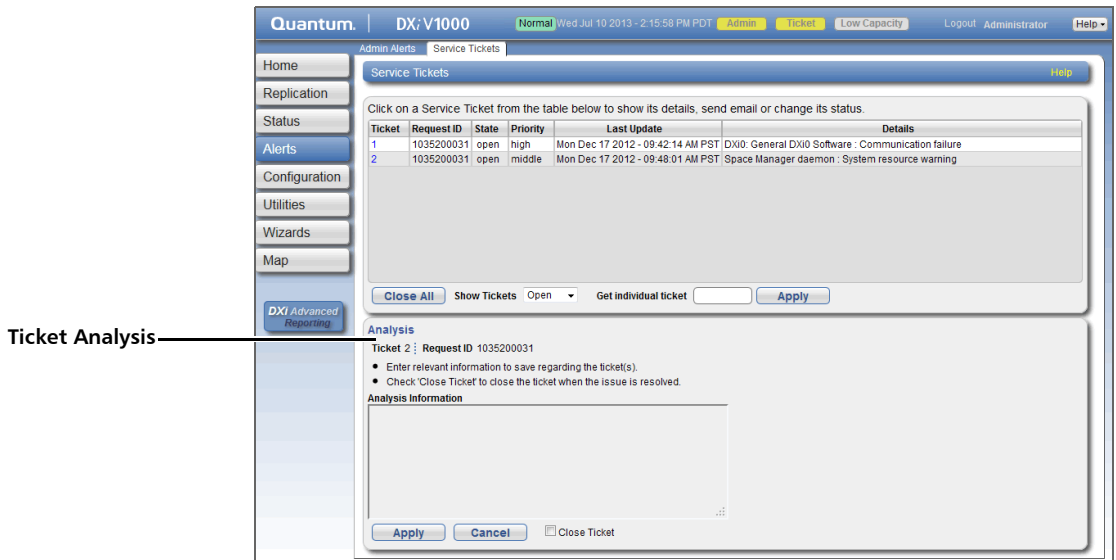 Quantum. DXi V1000 Normal Wed Jul 10 2013 - 2:15:58 PM PDT Admin Ticket Low Capacity Logout Administrator Help
Admin Alerts Service Tickets
Home
Replication
Status
Alerts
Configuration
Utilities
Wizards
Map
DXi Advanced
Reporting
Service Tickets Help
Click on a Service Ticket from the table below to show its details, send email or change its status.
Ticket Request ID State Priority Last Update Details
1 1035200031 open high Mon Dec 17 2012 - 09:42:14 AM PST DXi0: General DXi0 Software : Communication failure
2 1035200031 open middle Mon Dec 17 2012 - 09:48:01 AM PST Space Manager daemon : System resource warning
Close All Show Tickets Open Get individual ticket Apply
Ticket Analysis
Analysis
Ticket 2 Request ID 1035200031
• Enter relevant information to save regarding the ticket(s).
• Check 'Close Ticket' to close the ticket when the issue is resolved.
Analysis Information
Apply Cancel Close Ticket